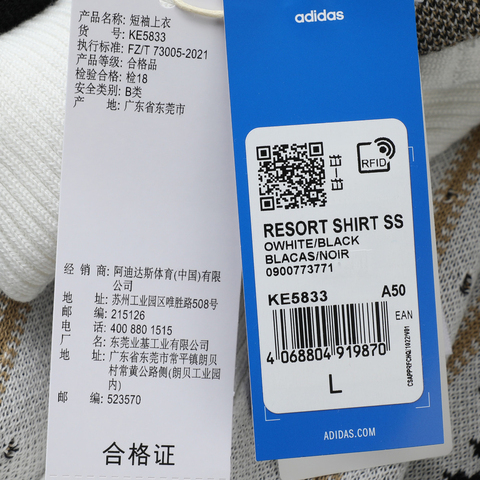 产品名称: 短袖上衣
货 号: KE5833
执行标准: FZ/T 73005-2021
产品等级: 合格品
检验合格: 检18
安全类别: B类
产 地: 广东省东莞市
经 销 商: 阿迪达斯体育(中国)有限公司
地 址: 苏州工业园区唯胜路508号
邮 编: 215126
电 话: 400 880 1515
厂 名: 东莞业基工业有限公司
地 址: 广东省东莞市常平镇朗贝村常黄公路侧(朗贝工业园内)
邮 编: 523570
合格证
adidas
RFID
RESORT SHIRT SS
OWHITE/BLACK
BLACAS/NOIR
0900773771
KE5833 A50
EAN
4 068804 919870
L
ADIDAS.COM